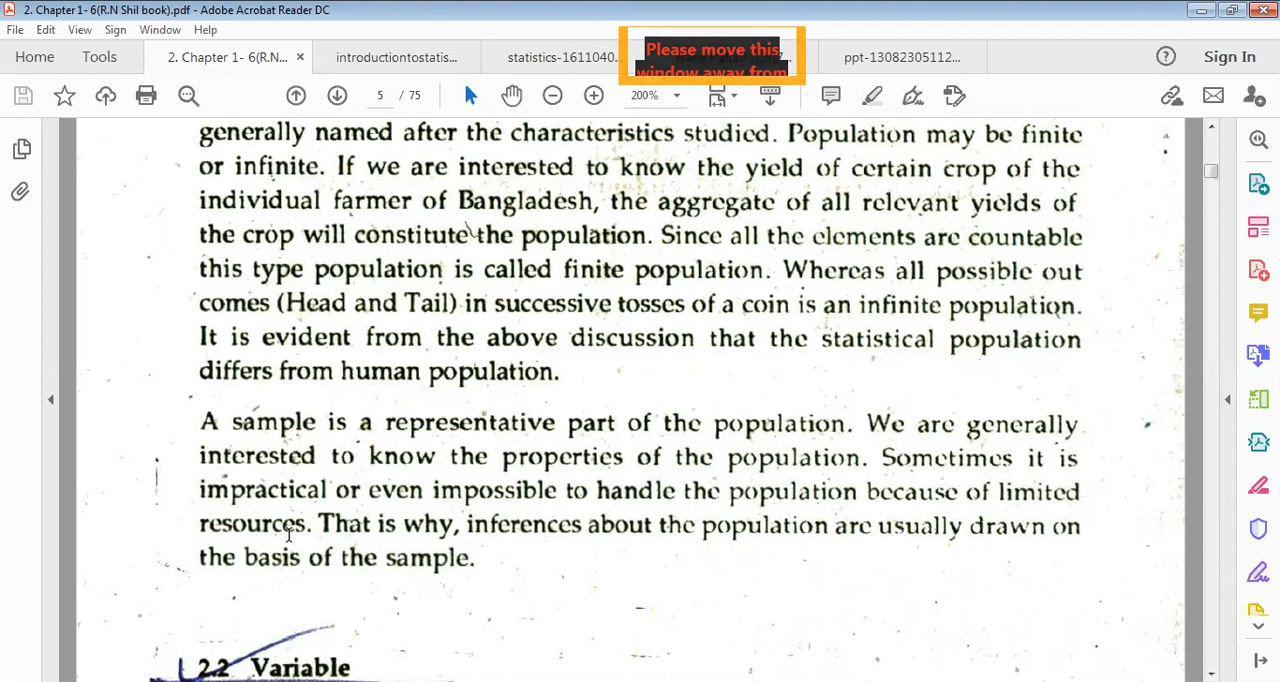 2. Chapter 1- 6(R.N Shil book).pdf - Adobe Acrobat Reader DC
File Edit View Sign Window Help
Home Tools 2. Chapter 1- 6(R.N... × introductiontostatis... statistics-1611040... ppt-13082305112... Sign In
Please move this
window away from
5 / 75 200%
generally named after the characteristics studied. Population may be finite
or infinite. If we are interested to know the yield of certain crop of the
individual farmer of Bangladesh, the aggregate of all relevant yields of
the crop will constitute the population. Since all the elements are countable
this type population is called finite population. Whereas all possible out
comes (Head and Tail) in successive tosses of a coin is an infinite population.
It is evident from the above discussion that the statistical population
differs from human population.
A sample is a representative part of the population. We are generally
interested to know the properties of the population. Sometimes it is
impractical or even impossible to handle the population because of limited
resources. That is why, inferences about the population are usually drawn on
the basis of the sample.
2.2 Variable